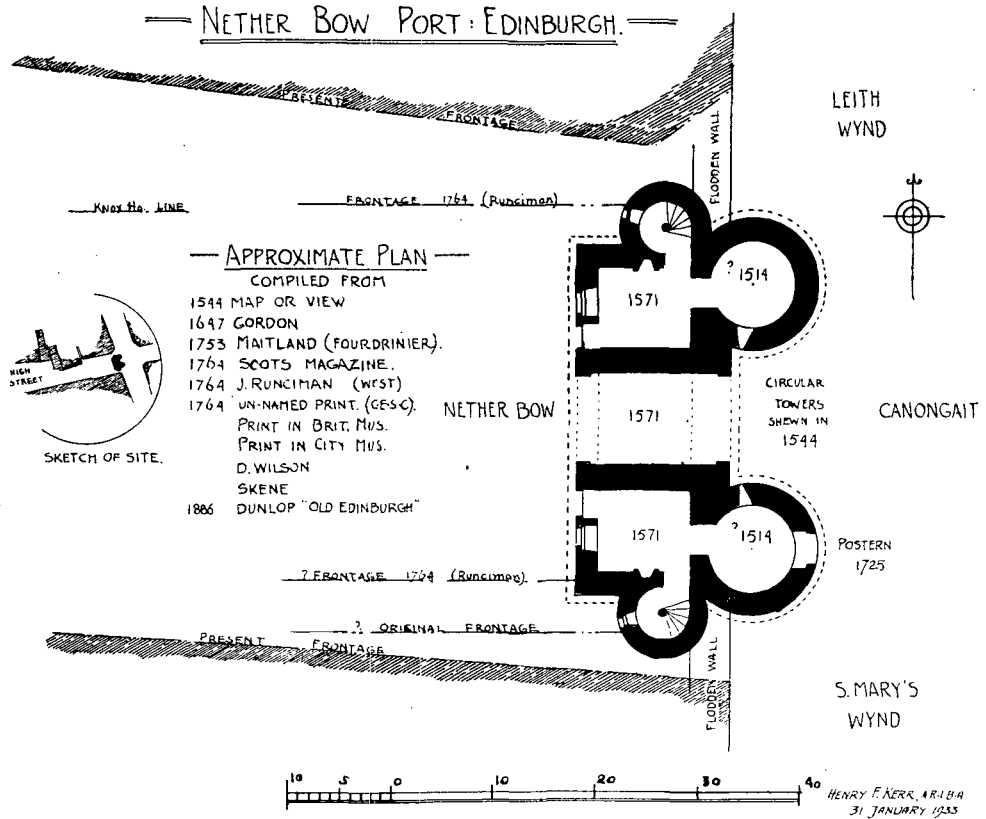 NETHER BOW PORT : EDINBURGH.
LEITH
WYND
PRESENTE
FRONTAGE
FLODDEN WALL
KNOX HO. LINE
FRONTAGE 1764 (Runciman)
APPROXIMATE PLAN
COMPILED FROM
1544 MAP OR VIEW
1647 GORDON
1753 MAITLAND (FOURDRINIER).
1764 SCOTS MAGAZINE.
1764 J. RUNCIMAN (WEST)
1764 UN-NAMED PRINT. (GES-C).
PRINT IN BRIT. MUS.
PRINT IN CITY MUS.
D. WILSON
SKENE
1886 DUNLOP "OLD EDINBURGH"
HIGH
STREET
SKETCH OF SITE.
1571
? 1514
NETHER BOW
1571
CIRCULAR
TOWERS
SHEWN IN
1544
CANONGAIT
1571
? 1514
POSTERN
1725
? FRONTAGE 1764 (Runciman)
? ORIGINAL FRONTAGE
PRESENT FRONTAGE
FLODDEN WALL
S. MARY'S
WYND
10 5 0 10 20 30 40
HENRY F. KERR. A.R.I.B.A
31 JANUARY 1933